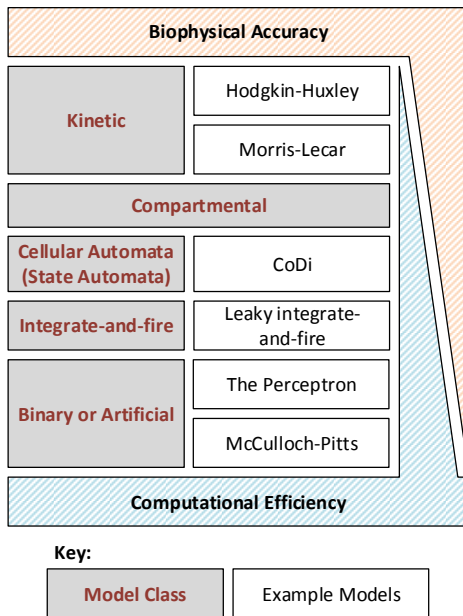 Biophysical Accuracy
Kinetic
Hodgkin-Huxley
Morris-Lecar
Compartmental
Cellular Automata
(State Automata)
CoDi
Integrate-and-fire
Leaky integrate-
and-fire
Binary or Artificial
The Perceptron
McCulloch-Pitts
Computational Efficiency
Key:
Model Class
Example Models